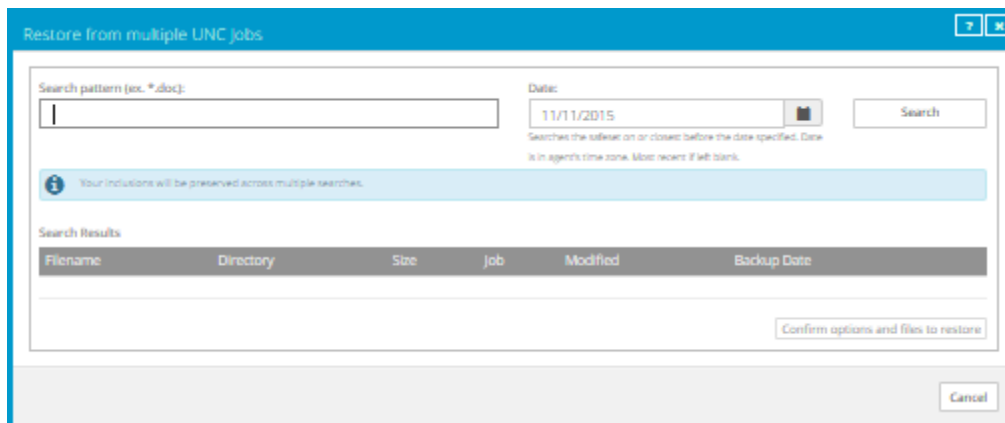 Restore from multiple UNC Jobs
? ×
Search pattern (ex. *.doc):
Date:
11/11/2015
Search
Searches the safeset on or closest before the date specified. Date
is in agent's time zone. Most recent if left blank.
Your inclusions will be preserved across multiple searches.
Search Results
Filename Directory Size Job Modified Backup Date
Confirm options and files to restore
Cancel